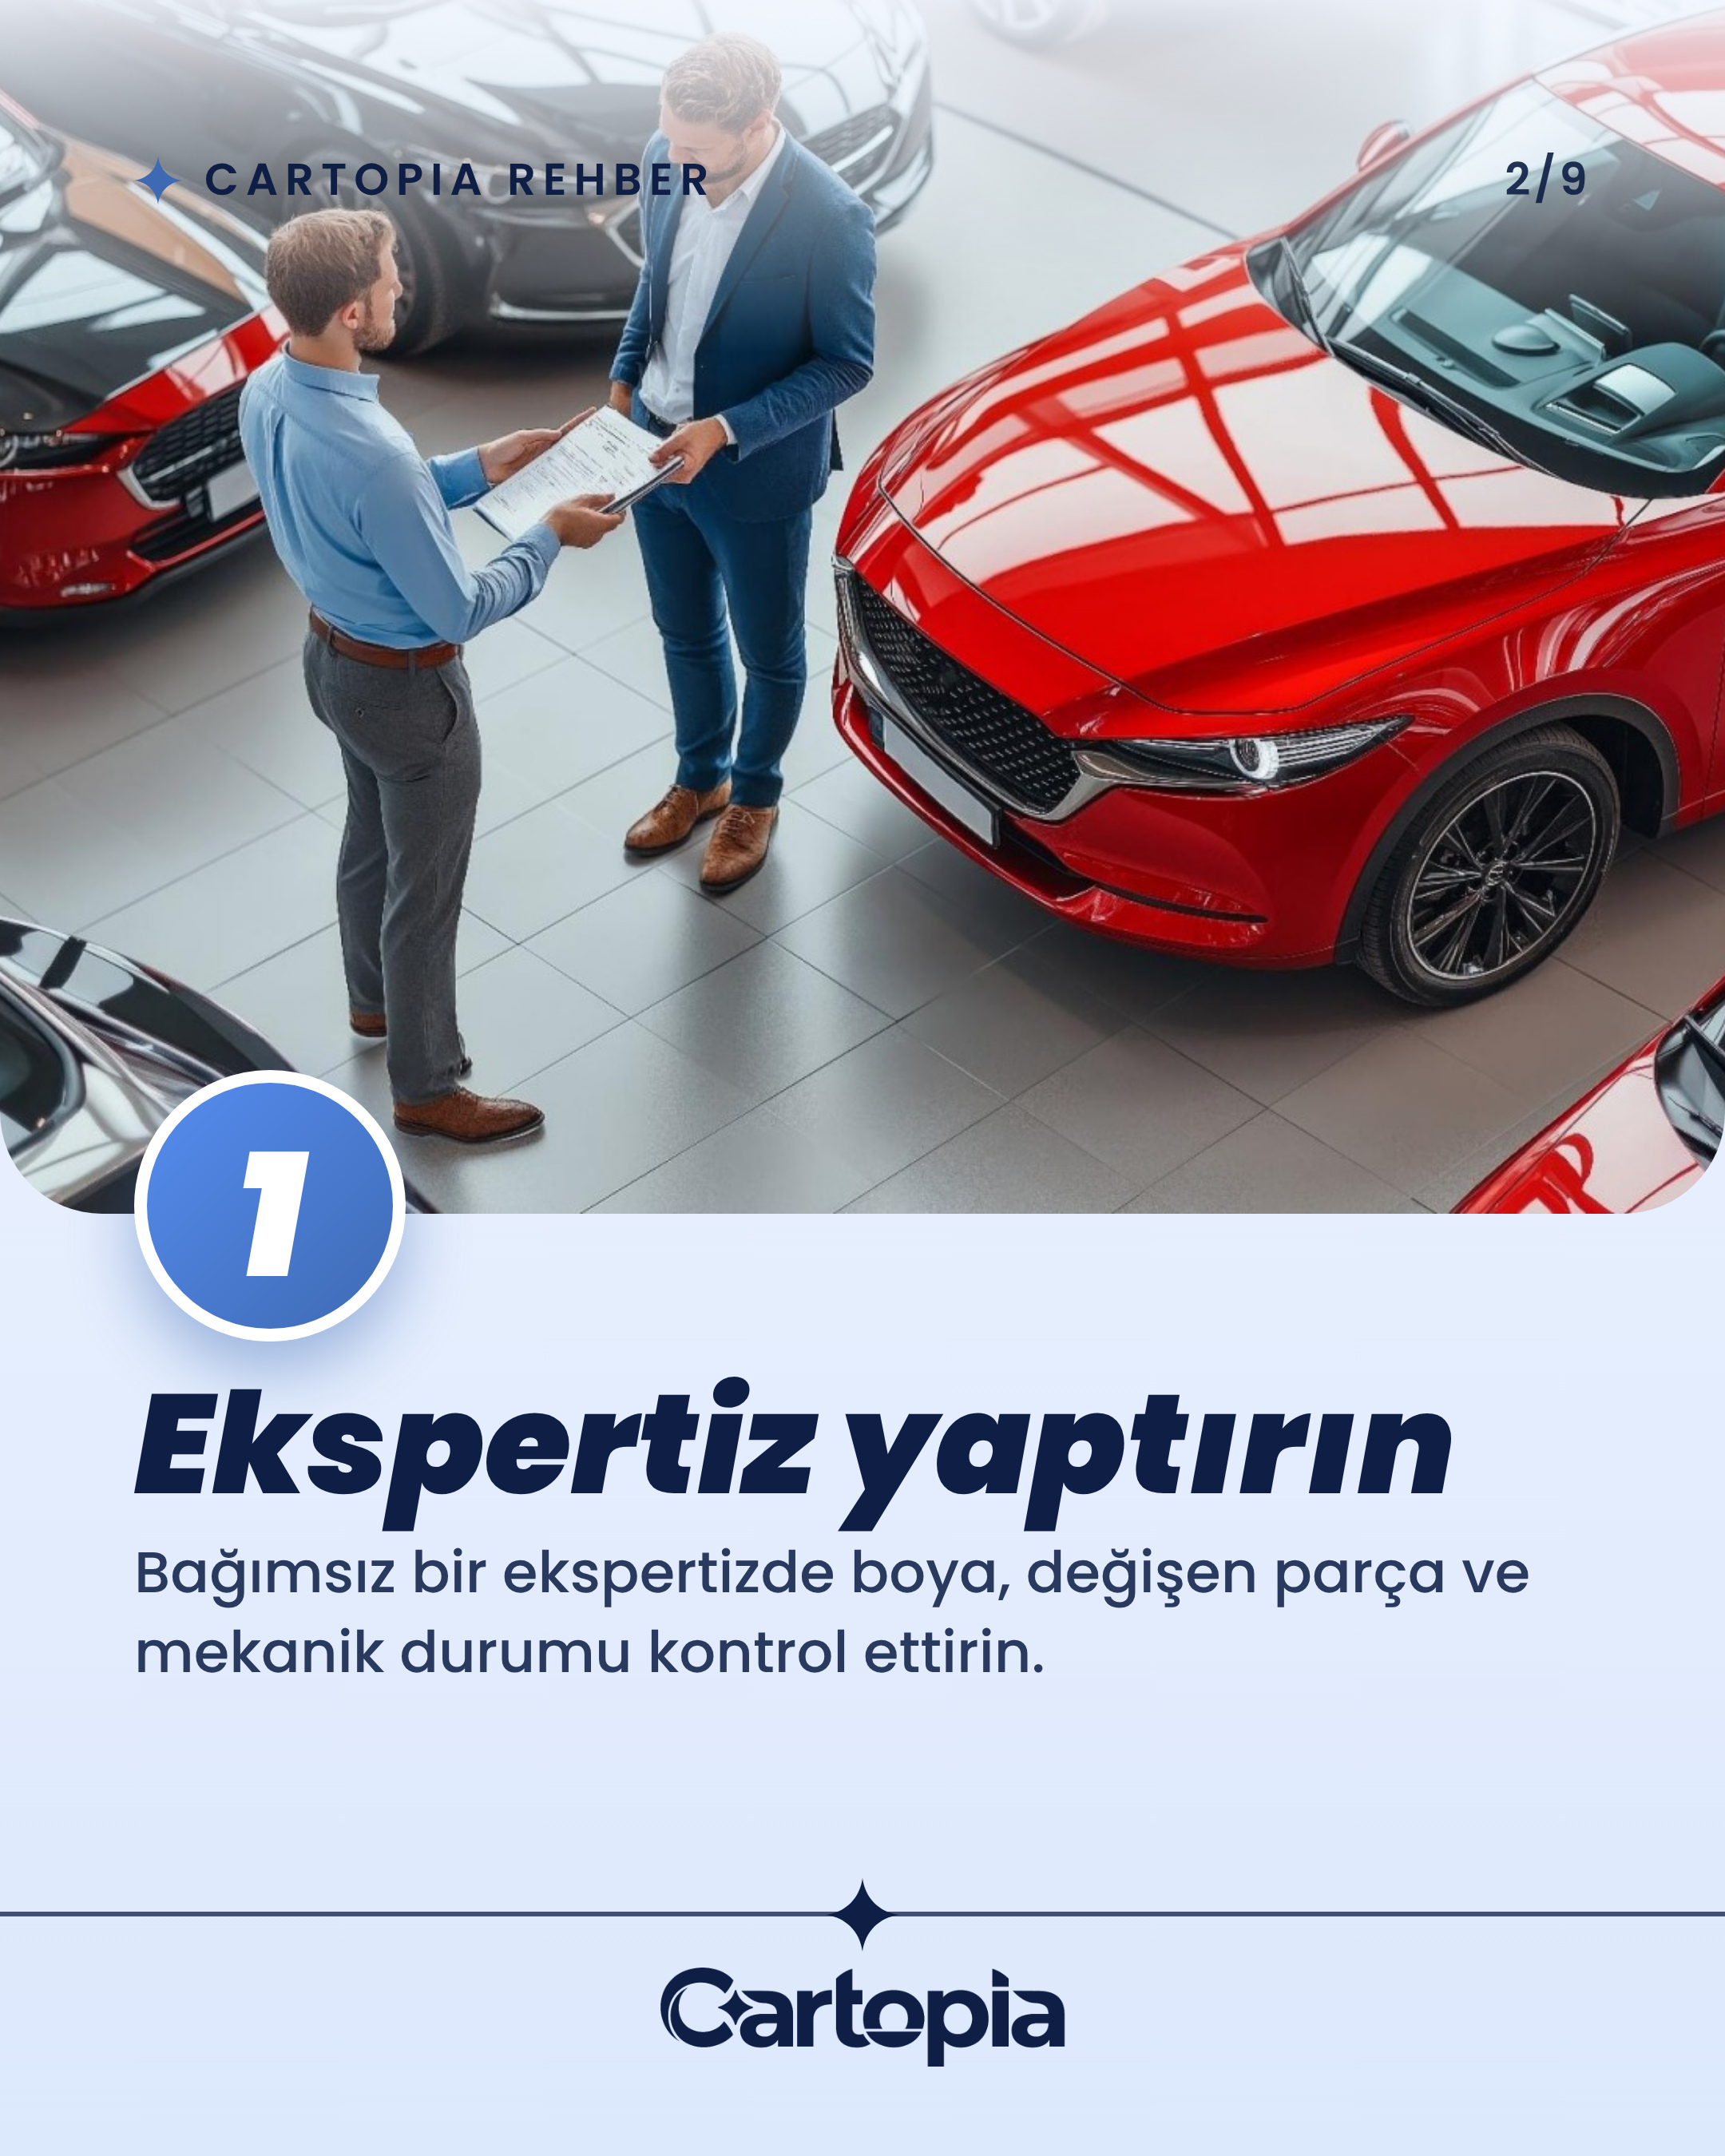 CARTOPIA REHBER
2/9
1
Ekspertiz yaptırın
Bağımsız bir ekspertizde boya, değişen parça ve
mekanik durumu kontrol ettirin.
Cartopia